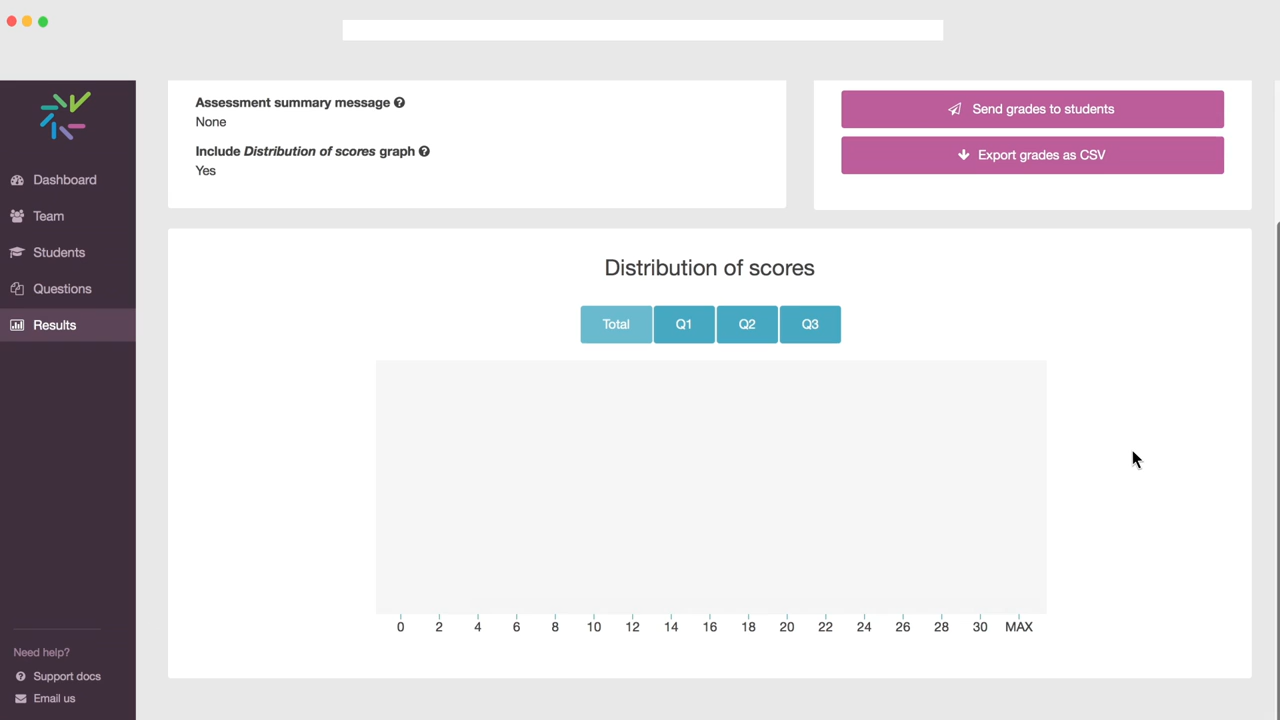 Dashboard
Team
Students
Questions
Results
Need help?
Support docs
Email us
Assessment summary message
None
Include Distribution of scores graph
Yes
Send grades to students
Export grades as CSV
Distribution of scores
Total Q1 Q2 Q3
0 2 4 6 8 10 12 14 16 18 20 22 24 26 28 30 MAX